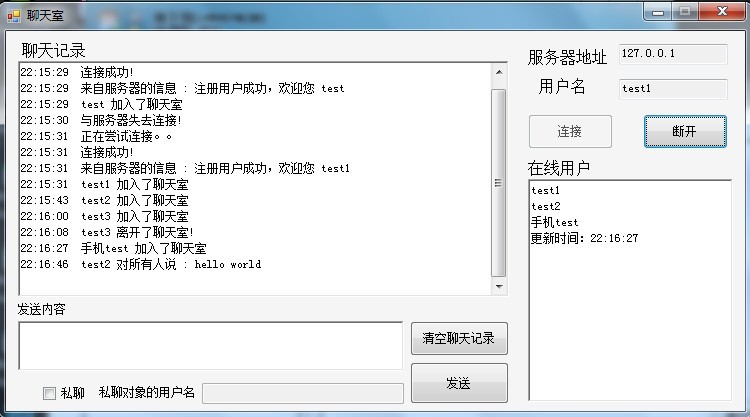 聊天室
聊天记录
22:15:29 连接成功!
22:15:29 来自服务器的信息 : 注册用户成功，欢迎您 test
22:15:29 test 加入了聊天室
22:15:30 与服务器失去连接!
22:15:31 正在尝试连接。。
22:15:31 连接成功!
22:15:31 来自服务器的信息 : 注册用户成功，欢迎您 test1
22:15:31 test1 加入了聊天室
22:15:43 test2 加入了聊天室
22:16:00 test3 加入了聊天室
22:16:08 test3 离开了聊天室!
22:16:27 手机test 加入了聊天室
22:16:46 test2 对所有人说 : hello world
发送内容
清空聊天记录
发送
私聊 私聊对象的用户名
服务器地址 127.0.0.1
用户名 test1
连接 断开
在线用户
test1
test2
手机test
更新时间: 22:16:27